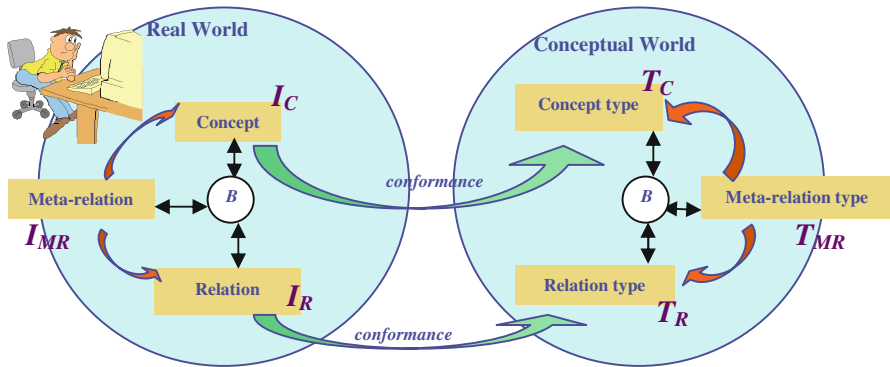 Real World
Conceptual World
I_C
Concept
T_C
Concept type
conformance
Meta-relation
B
B
Meta-relation type
I_MR
T_MR
Relation
I_R
Relation type
T_R
conformance